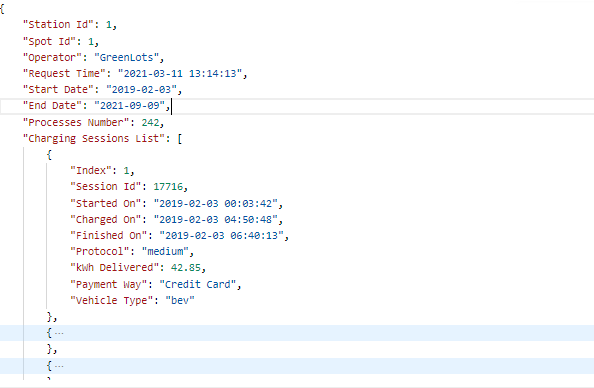 {
"Station Id": 1,
"Spot Id": 1,
"Operator": "GreenLots",
"Request Time": "2021-03-11 13:14:13",
"Start Date": "2019-02-03",
"End Date": "2021-09-09",
"Processes Number": 242,
"Charging Sessions List": [
{
"Index": 1,
"Session Id": 17716,
"Started On": "2019-02-03 00:03:42",
"Charged On": "2019-02-03 04:50:48",
"Finished On": "2019-02-03 06:40:13",
"Protocol": "medium",
"kWh Delivered": 42.85,
"Payment Way": "Credit Card",
"Vehicle Type": "bev"
},
{ ···
},
{ ···